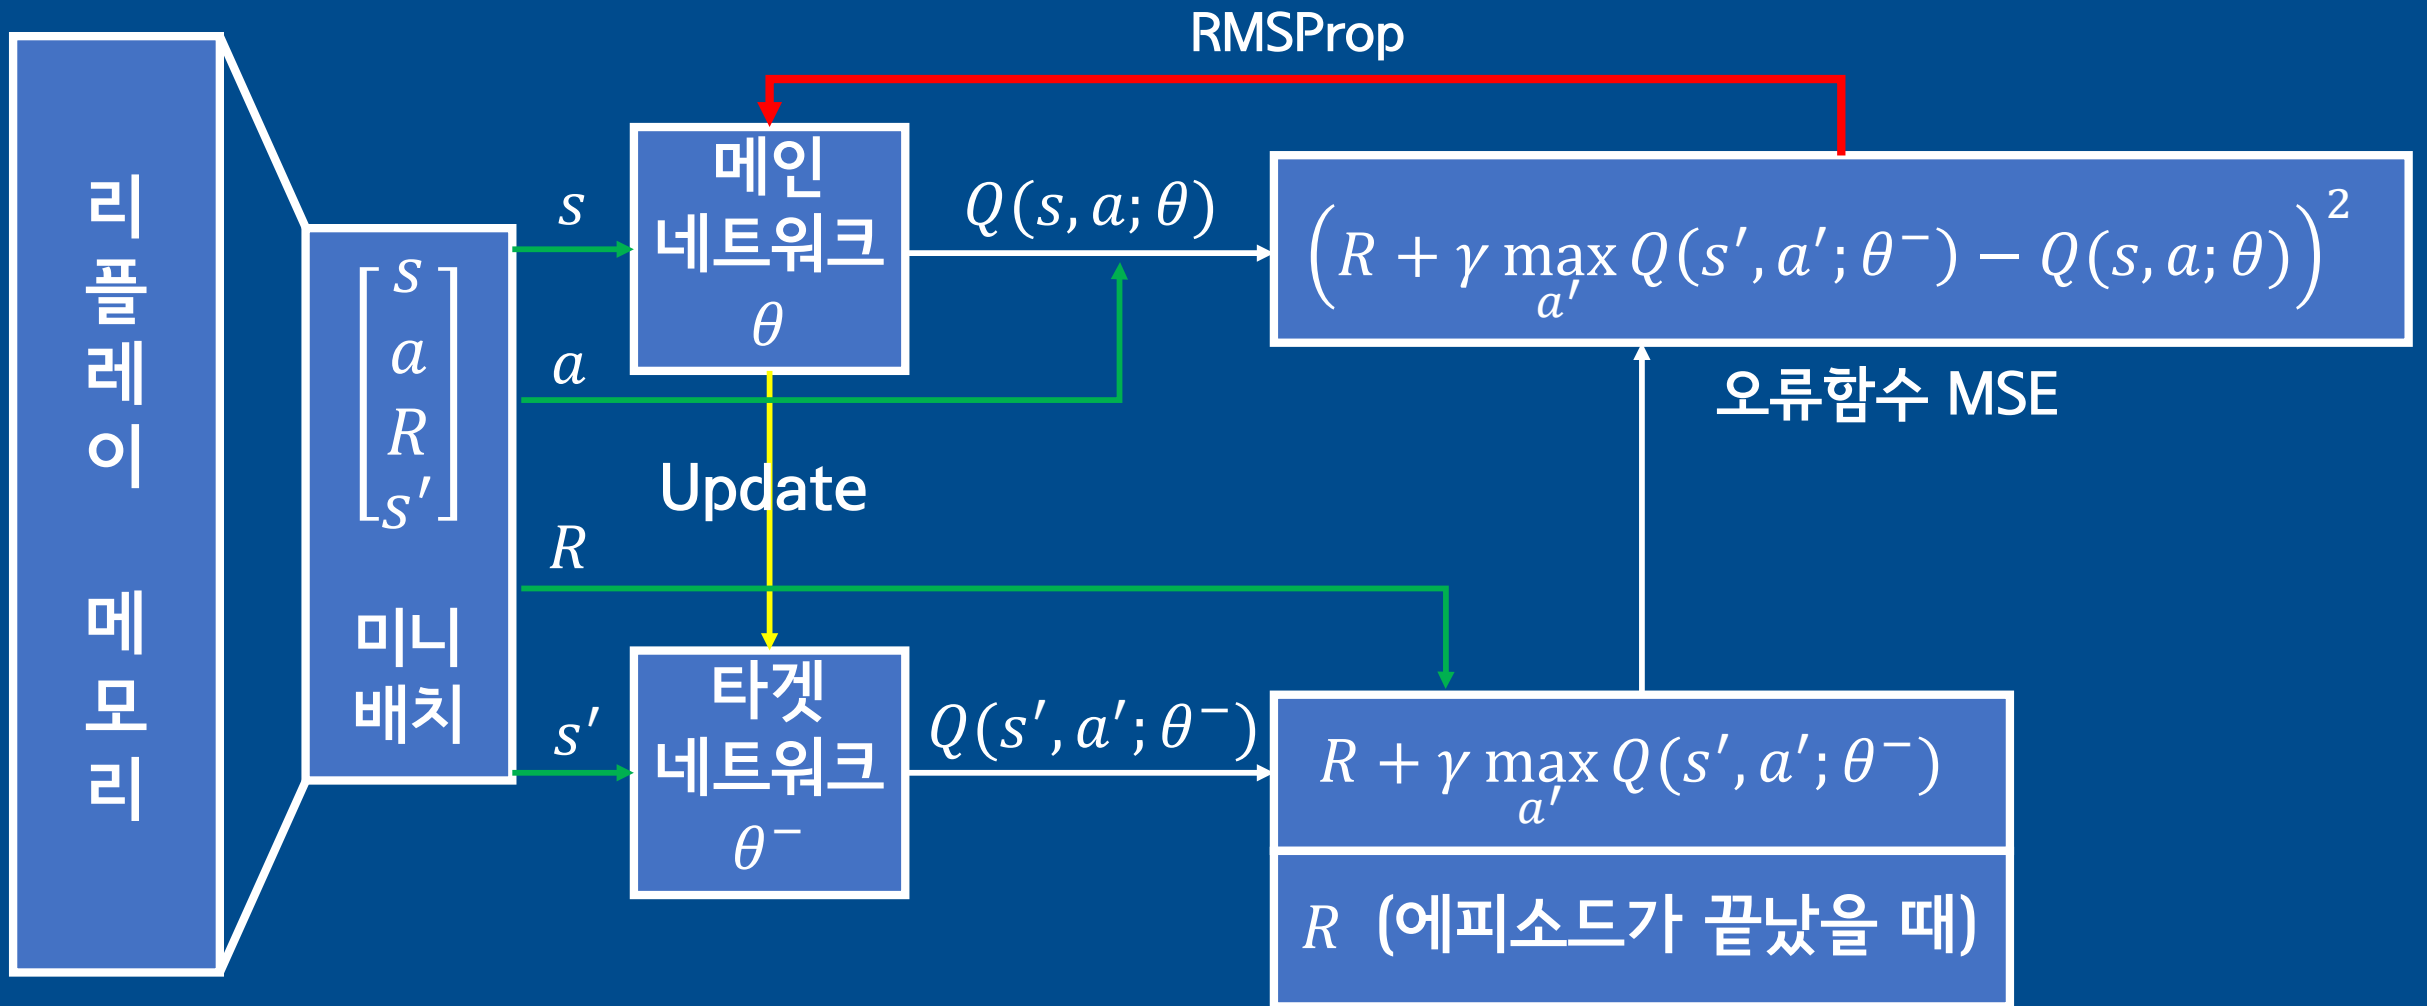 RMSProp
리플레이 메모리
s
a
R
s′
미니
배치
s
a
R
s′
메인
네트워크
θ
Update
타겟
네트워크
θ⁻
Q(s, a; θ)
Q(s′, a′; θ⁻)
(R + γ max Q(s′, a′; θ⁻) − Q(s, a; θ))²
a′
오류함수 MSE
R + γ max Q(s′, a′; θ⁻)
a′
R (에피소드가 끝났을 때)